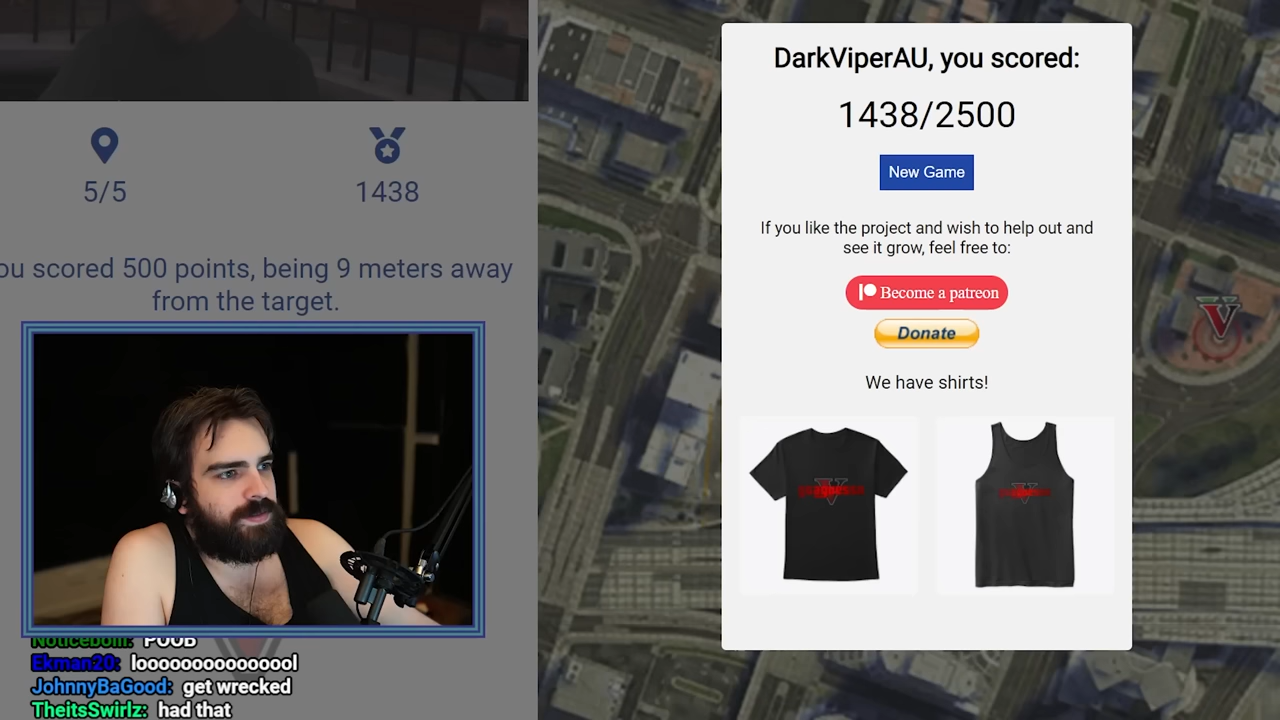 5/5
1438
ou scored 500 points, being 9 meters away
from the target.
Noticebom: POOB
Ekman20: looooooooooooool
JohnnyBaGood: get wrecked
TheitsSwirlz: had that
DarkViperAU, you scored:
1438/2500
New Game
If you like the project and wish to help out and
see it grow, feel free to:
Become a patreon
Donate
We have shirts!
V